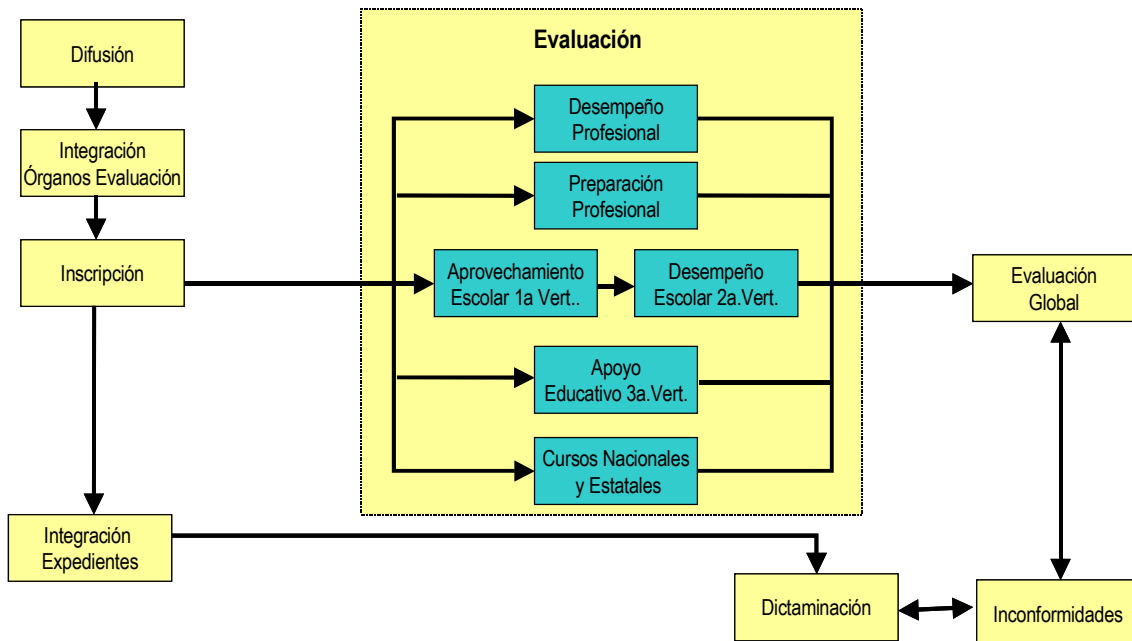 Difusión
Integración
Órganos Evaluación
Inscripción
Integración
Expedientes
Evaluación
Desempeño
Profesional
Preparación
Profesional
Aprovechamiento
Escolar 1a Vert..
Desempeño
Escolar 2a.Vert.
Apoyo
Educativo 3a.Vert.
Cursos Nacionales
y Estatales
Evaluación
Global
Dictaminación
Inconformidades